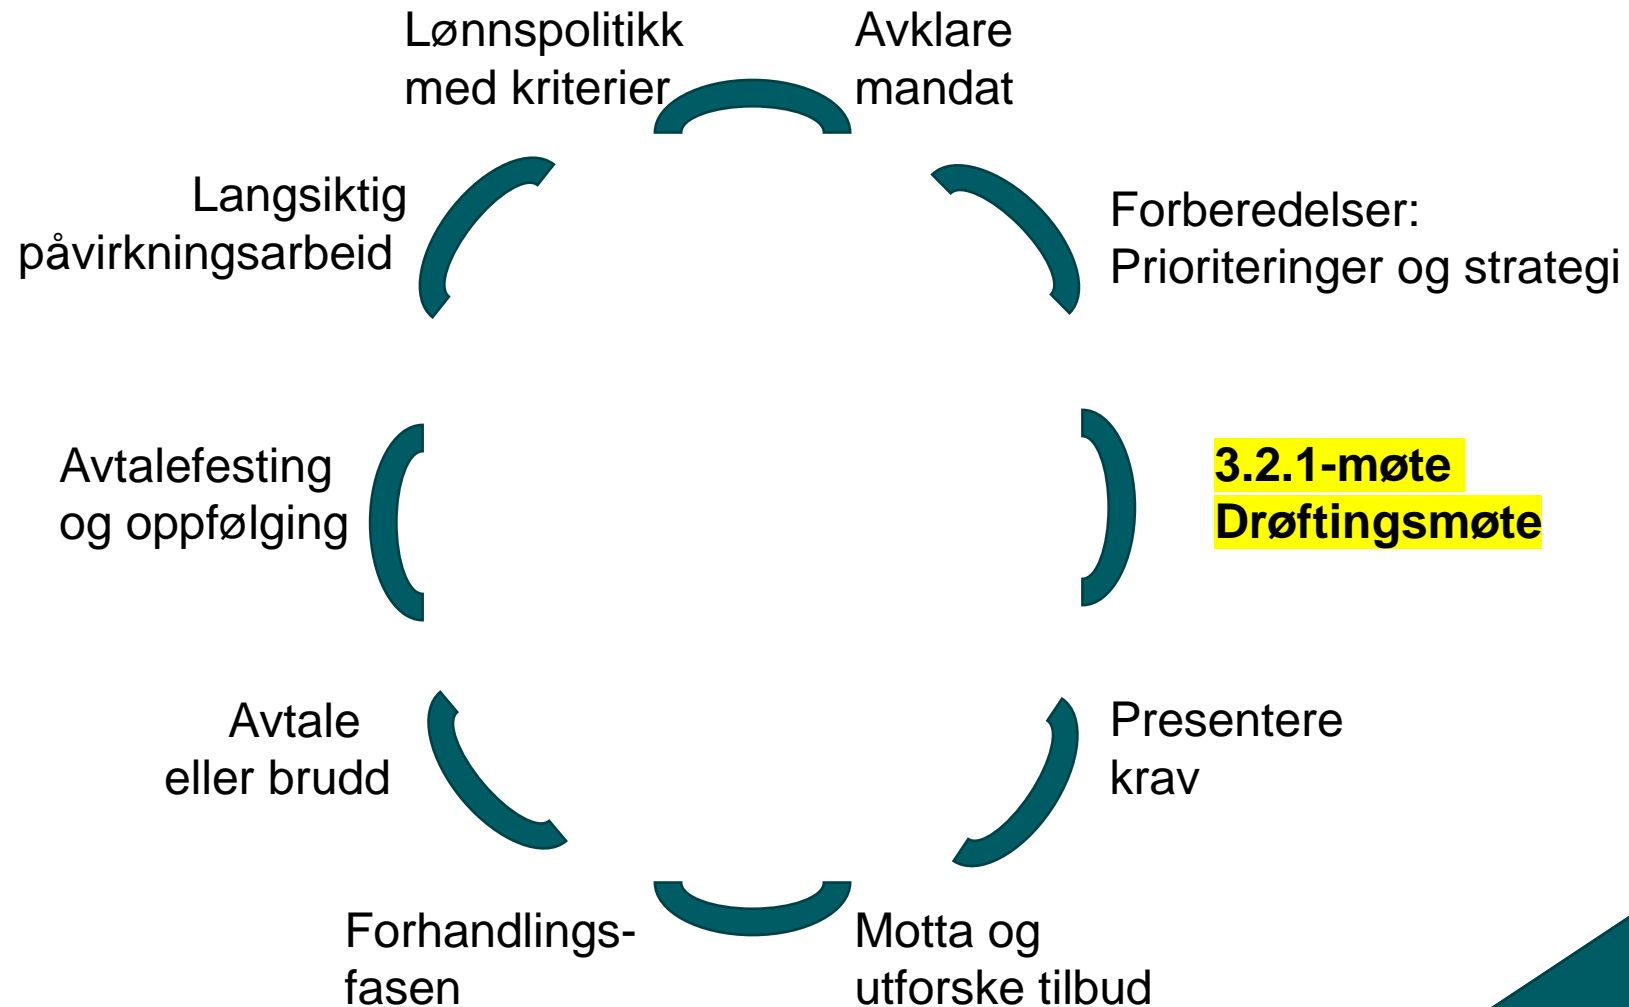 Lønnspolitikk
med kriterier
Avklare
mandat
Forberedelser:
Prioriteringer og strategi
3.2.1-møte
Drøftingsmøte
Presentere
krav
Motta og
utforske tilbud
Forhandlings-
fasen
Avtale
eller brudd
Avtalefesting
og oppfølging
Langsiktig
påvirkningsarbeid